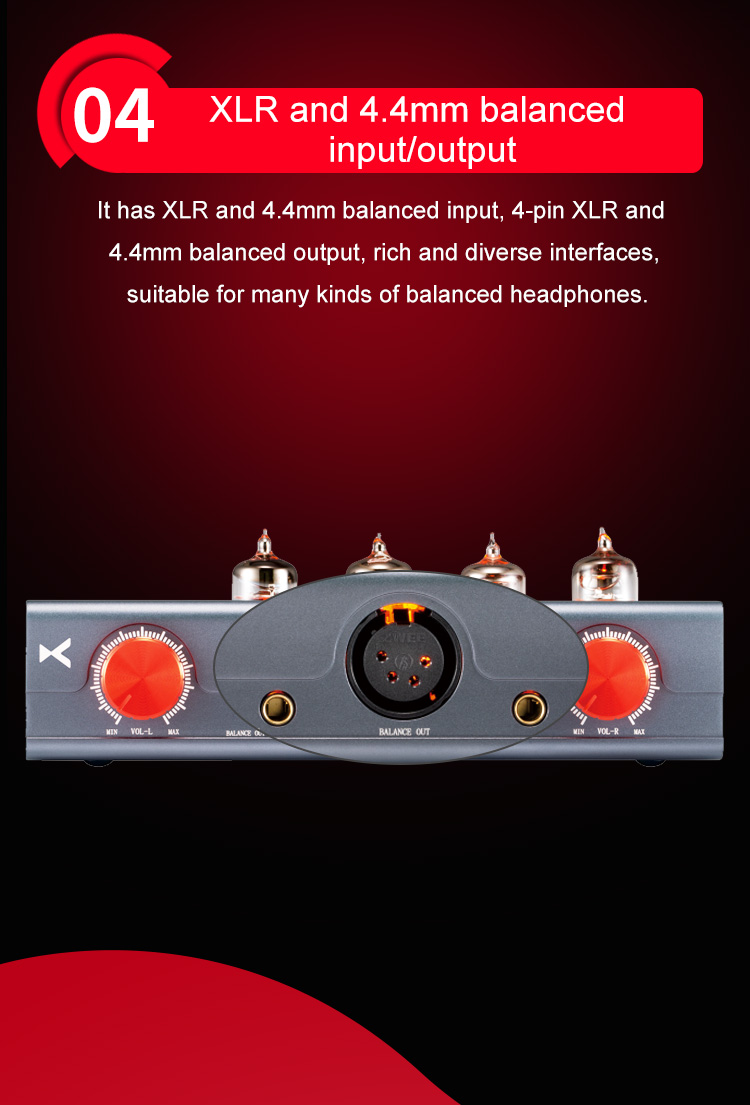 04
XLR and 4.4mm balanced
input/output
It has XLR and 4.4mm balanced input, 4-pin XLR and
4.4mm balanced output, rich and diverse interfaces,
suitable for many kinds of balanced headphones.
MIN VOL-L MAX
BALANCE
BALANCE OUT
MIN VOL-R MAX